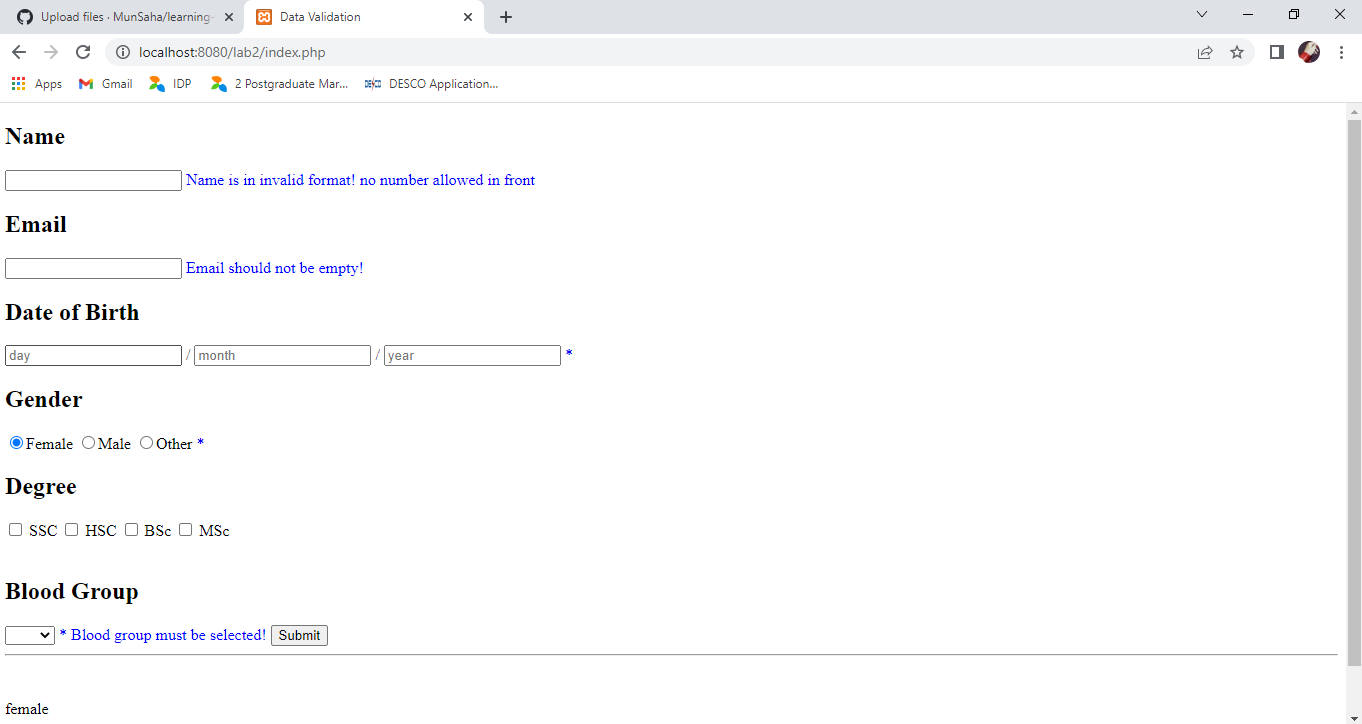 Upload files · MunSaha/learning- Data Validation
localhost:8080/lab2/index.php
Apps Gmail IDP 2 Postgraduate Mar... DESCO Application...
Name
Name is in invalid format! no number allowed in front
Email
Email should not be empty!
Date of Birth
day / month / year *
Gender
Female Male Other *
Degree
SSC HSC BSc MSc
Blood Group
* Blood group must be selected! Submit
female